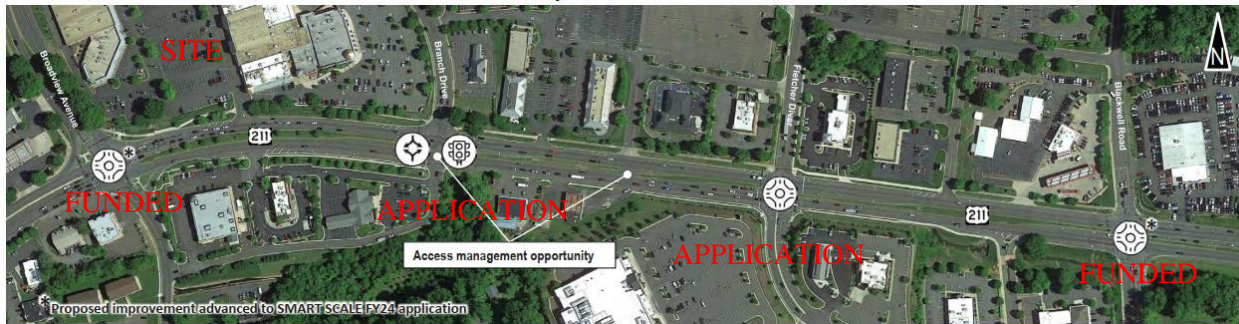 SITE
Broadview Avenue
Branch Drive
Fletcher Drive
Blackwell Road
N
211
*
FUNDED
APPLICATION
211
*
Access management opportunity
APPLICATION
FUNDED
*Proposed improvement advanced to SMART SCALE FY24 application